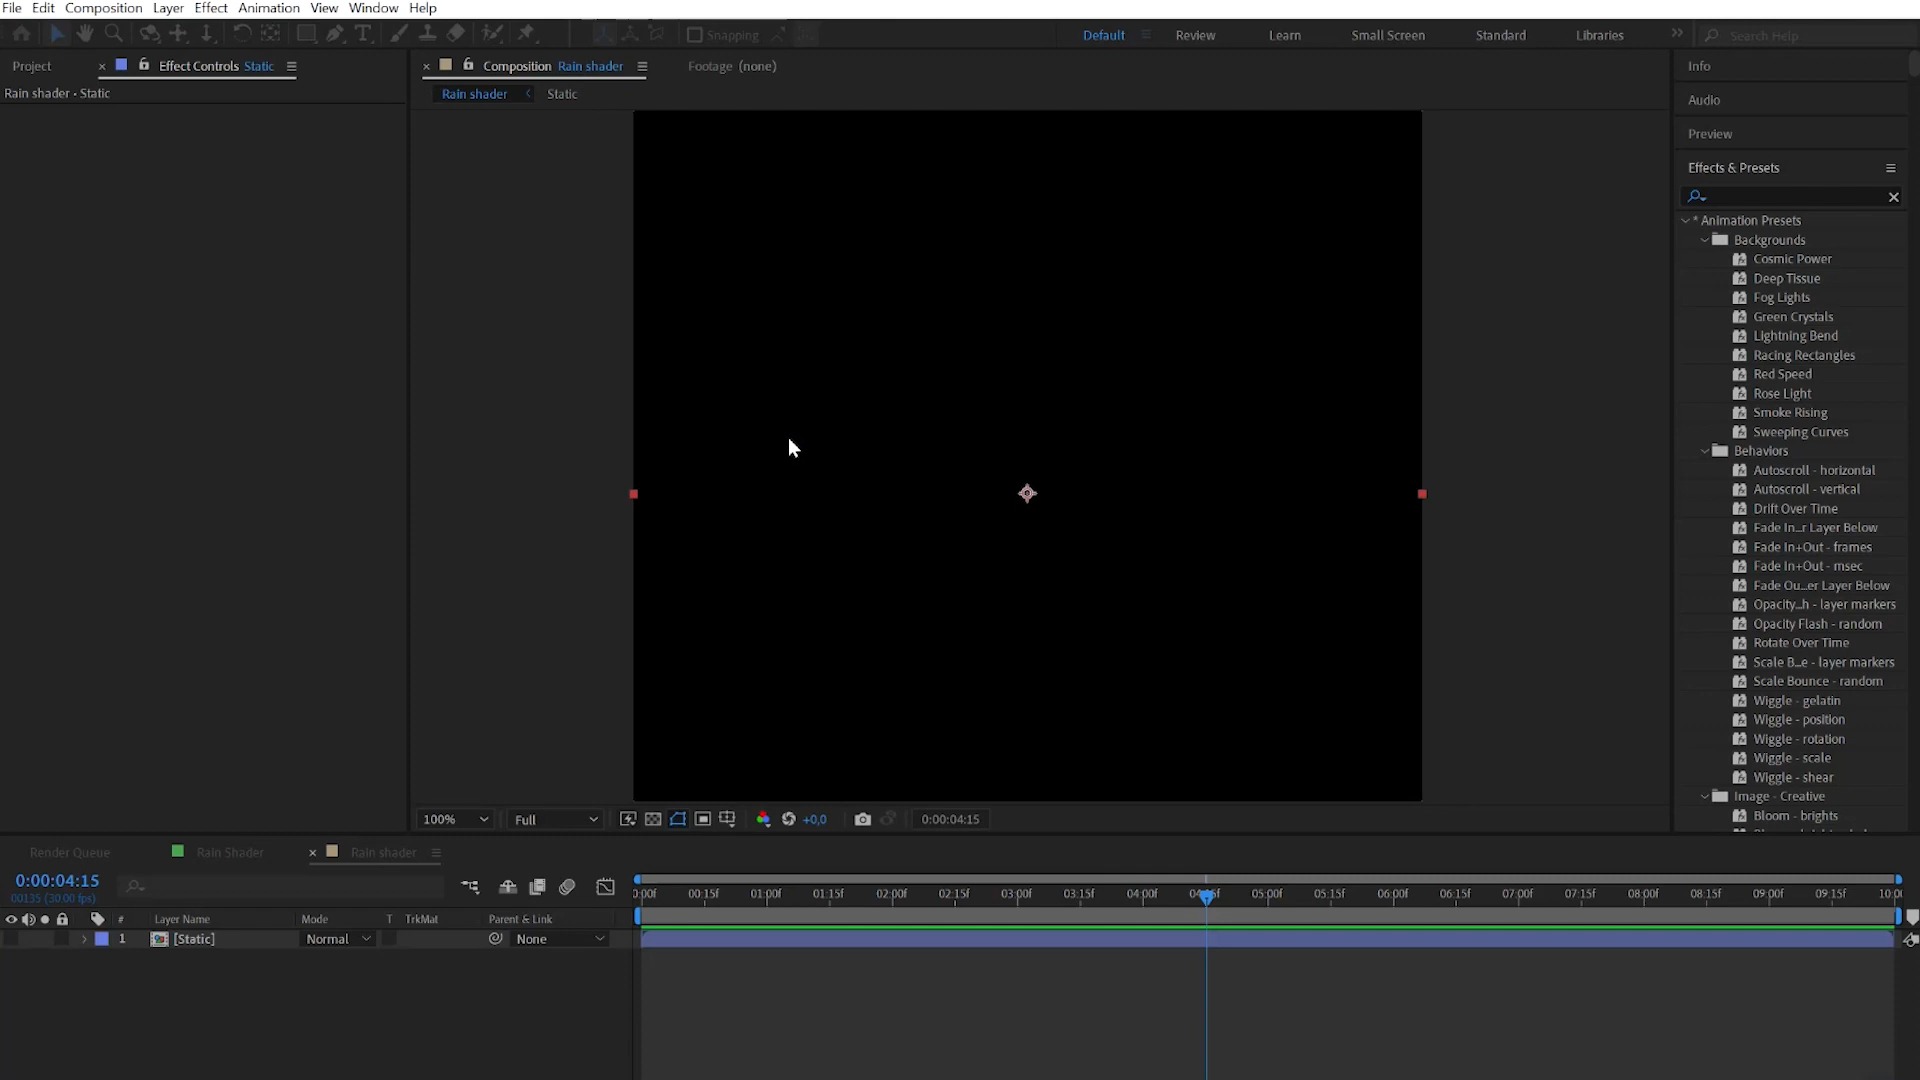 File Edit Composition Layer Effect Animation View Window Help
Snapping
Default Review Learn Small Screen Standard Libraries Search Help
Project Effect Controls Static Composition Rain shader Footage (none)
Rain shader • Static
Rain shader Static
Info
Audio
Preview
Effects & Presets
* Animation Presets
Backgrounds
Cosmic Power
Deep Tissue
Fog Lights
Green Crystals
Lightning Bend
Racing Rectangles
Red Speed
Rose Light
Smoke Rising
Sweeping Curves
Behaviors
Autoscroll - horizontal
Autoscroll - vertical
Drift Over Time
Fade In...r Layer Below
Fade In+Out - frames
Fade In+Out - msec
Fade Ou...er Layer Below
Opacity...h - layer markers
Opacity Flash - random
Rotate Over Time
Scale B...e - layer markers
Scale Bounce - random
Wiggle - gelatin
Wiggle - position
Wiggle - rotation
Wiggle - scale
Wiggle - shear
Image - Creative
Bloom - brights
100% Full +0,0 0:00:04:15
Render Queue Rain Shader Rain shader
0:00:04:15
00135 (30.00 fps)
:00f 00:15f 01:00f 01:15f 02:00f 02:15f 03:00f 03:15f 04:00f 05:00f 05:15f 06:00f 06:15f 07:00f 07:15f 08:00f 08:15f 09:00f 09:15f 10:0
# Layer Name Mode T TrkMat Parent & Link
1 [Static] Normal None